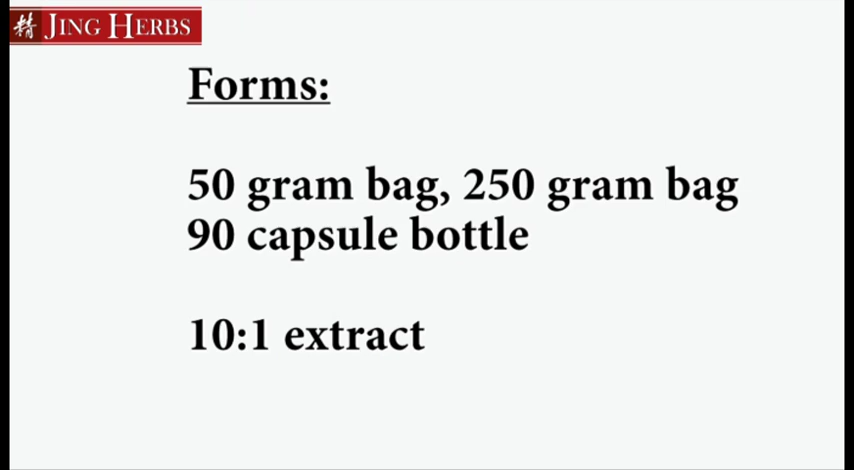 精 JING HERBS
Forms:
50 gram bag, 250 gram bag
90 capsule bottle
10:1 extract